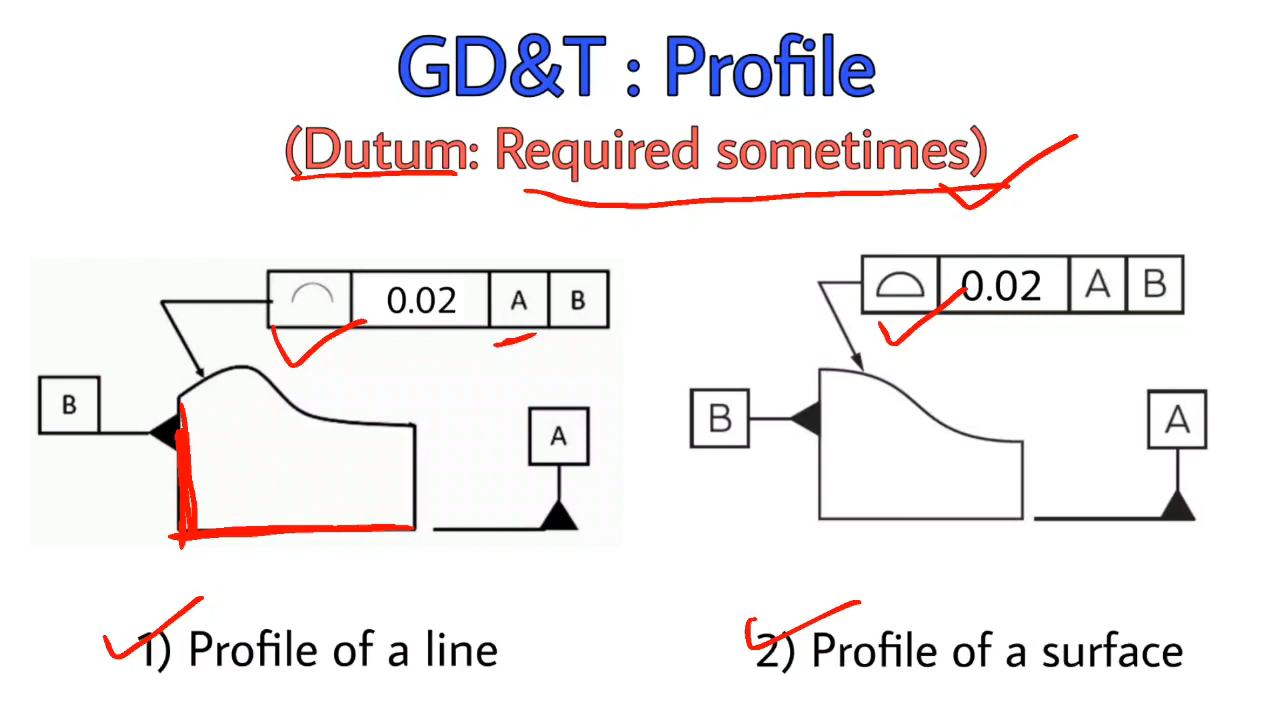 GD&T : Profile
(Dutum: Required sometimes)
0.02 A B
B
A
0.02 A B
B
A
1) Profile of a line
2) Profile of a surface